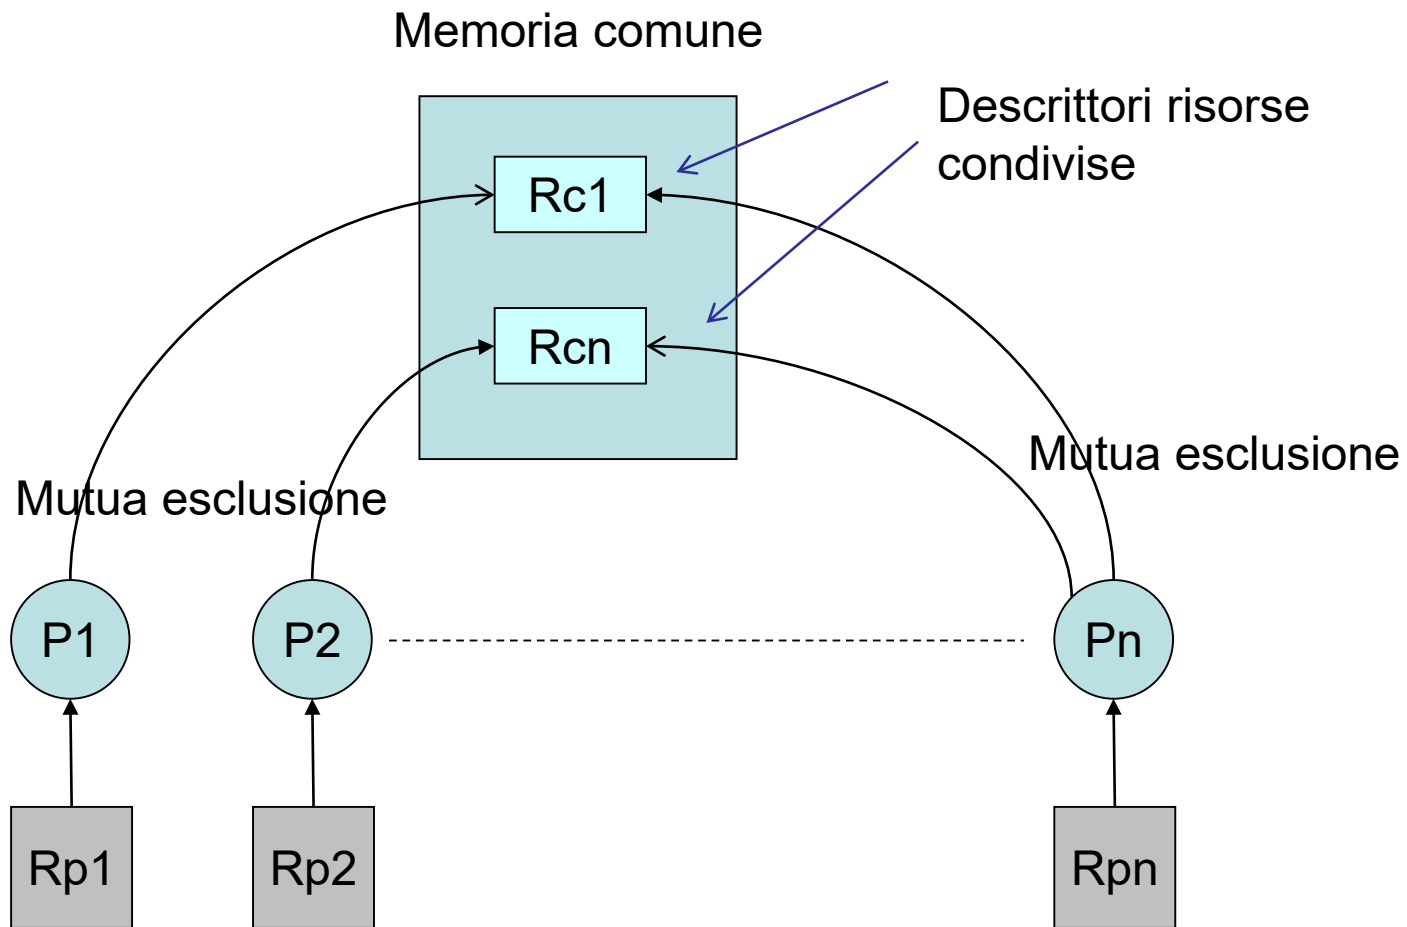 Memoria comune
Descrittori risorse
condivise
Rc1
Rcn
Mutua esclusione
Mutua esclusione
P1
P2
Pn
Rp1
Rp2
Rpn